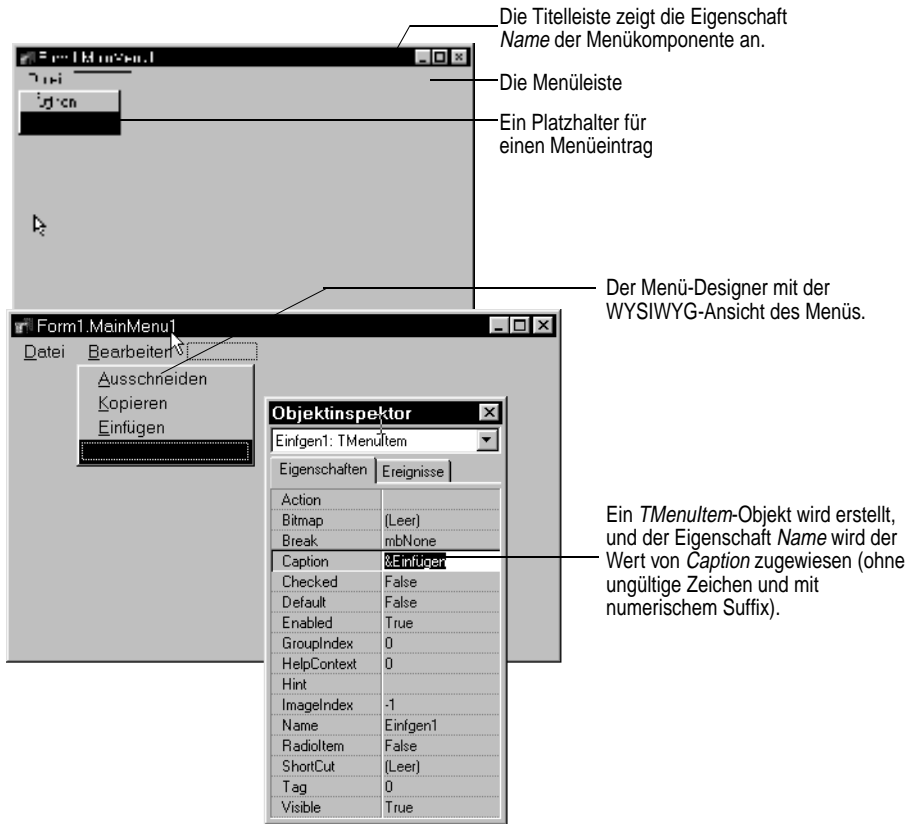 Die Titelleiste zeigt die Eigenschaft
Name der Menükomponente an.
Die Menüleiste
Ein Platzhalter für
einen Menüeintrag
Der Menü-Designer mit der
WYSIWYG-Ansicht des Menüs.
Form1.MainMenu1
Datei Bearbeiten
Ausschneiden
Kopieren
Einfügen
Objektinspektor
Einfgen1: TMenuItem
Eigenschaften Ereignisse
Action
Bitmap (Leer)
Break mbNone
Caption &Einfügen
Checked False
Default False
Enabled True
GroupIndex 0
HelpContext 0
Hint
ImageIndex -1
Name Einfgen1
RadioItem False
ShortCut (Leer)
Tag 0
Visible True
Ein TMenuItem-Objekt wird erstellt,
und der Eigenschaft Name wird der
Wert von Caption zugewiesen (ohne
ungültige Zeichen und mit
numerischem Suffix).